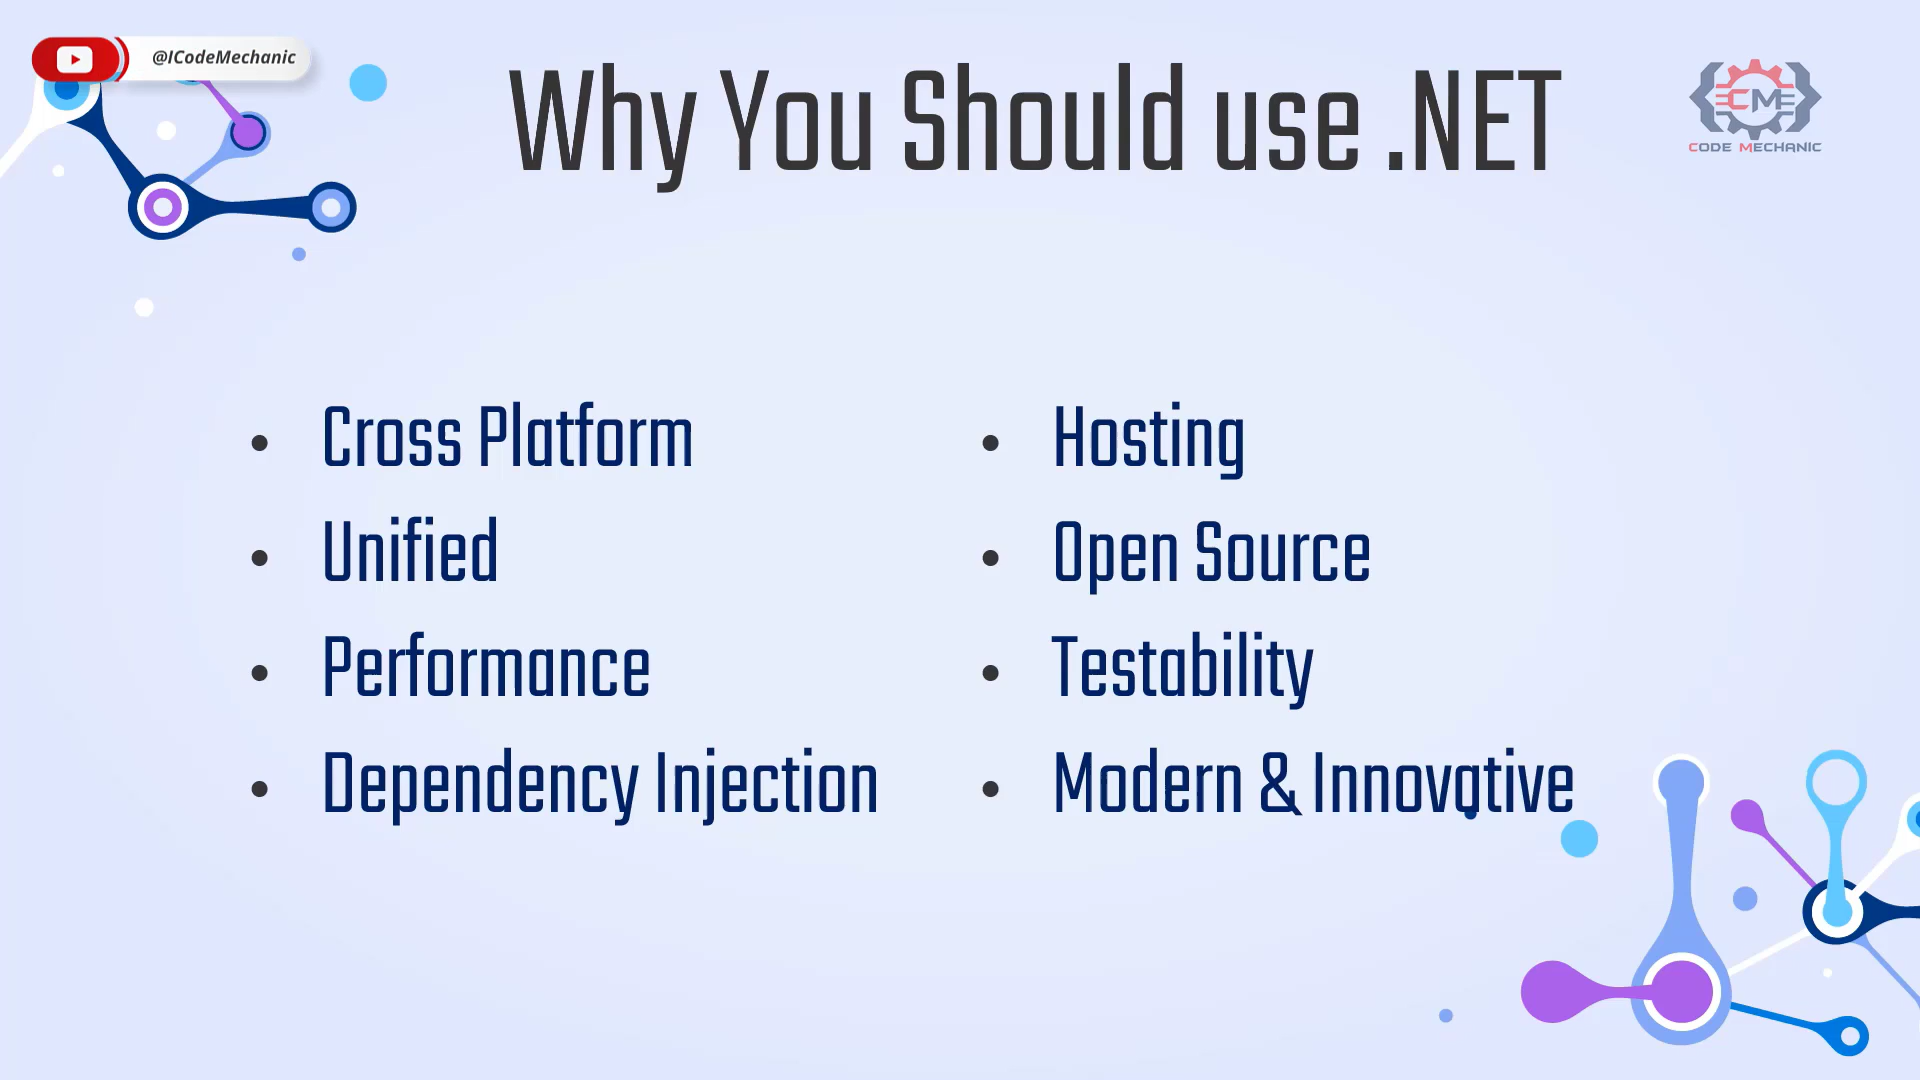 @ICodeMechanic
Why You Should use .NET
CME
CODE MECHANIC
Cross Platform
Unified
Performance
Dependency Injection
Hosting
Open Source
Testability
Modern & Innovative